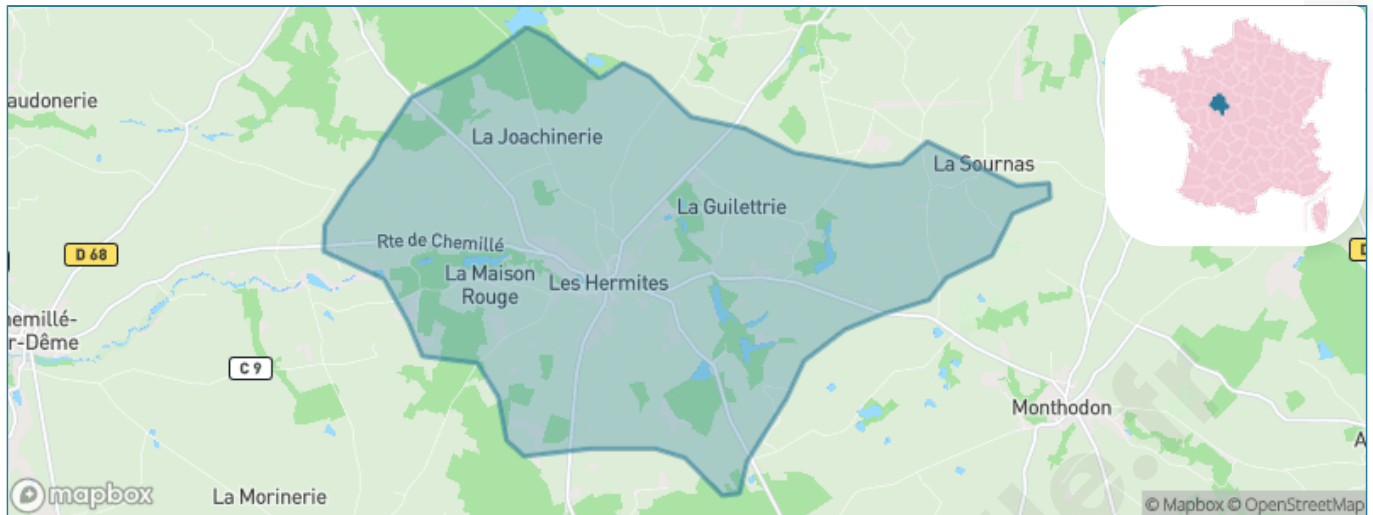 audonerie
La Joachinerie
La Sournas
La Guilettrie
Rte de Chemillé
D 68
La Maison
Rouge
Les Hermites
emillé-
r-Dême
C 9
Monthodon
La Morinerie
mapbox
© Mapbox © OpenStreetMap